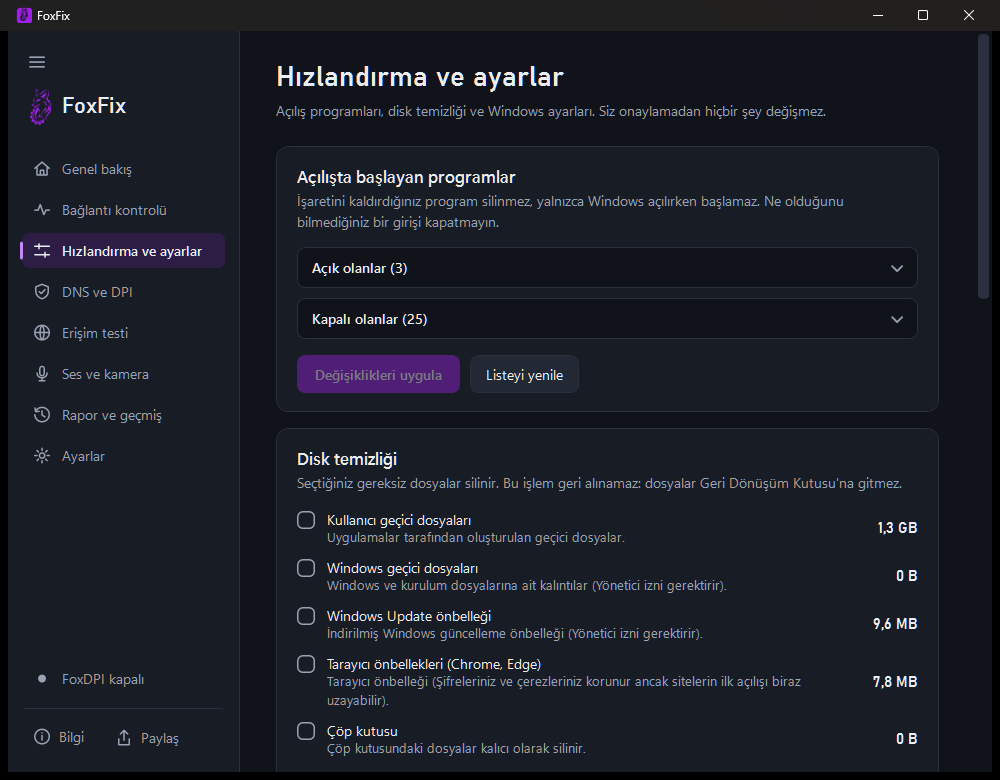 FoxFix
FoxFix
Genel bakış
Bağlantı kontrolü
Hızlandırma ve ayarlar
DNS ve DPI
Erişim testi
Ses ve kamera
Rapor ve geçmiş
Ayarlar
FoxDPI kapalı
Bilgi
Paylaş
Hızlandırma ve ayarlar
Açılış programları, disk temizliği ve Windows ayarları. Siz onaylamadan hiçbir şey değişmez.
Açılışta başlayan programlar
İşaretini kaldırdığınız program silinmez, yalnızca Windows açılırken başlamaz. Ne olduğunu
bilmediğiniz bir girişi kapatmayın.
Açık olanlar (3)
Kapalı olanlar (25)
Değişiklikleri uygula
Listeyi yenile
Disk temizliği
Seçtiğiniz gereksiz dosyalar silinir. Bu işlem geri alınamaz: dosyalar Geri Dönüşüm Kutusu'na gitmez.
Kullanıcı geçici dosyaları
Uygulamalar tarafından oluşturulan geçici dosyalar.
1,3 GB
Windows geçici dosyaları
Windows ve kurulum dosyalarına ait kalıntılar (Yönetici izni gerektirir).
0 B
Windows Update önbelleği
İndirilmiş Windows güncelleme önbelleği (Yönetici izni gerektirir).
9,6 MB
Tarayıcı önbellekleri (Chrome, Edge)
Tarayıcı önbelleği (Şifreleriniz ve çerezleriniz korunur ancak sitelerin ilk açılışı biraz
uzayabilir).
7,8 MB
Çöp kutusu
Çöp kutusundaki dosyalar kalıcı olarak silinir.
0 B